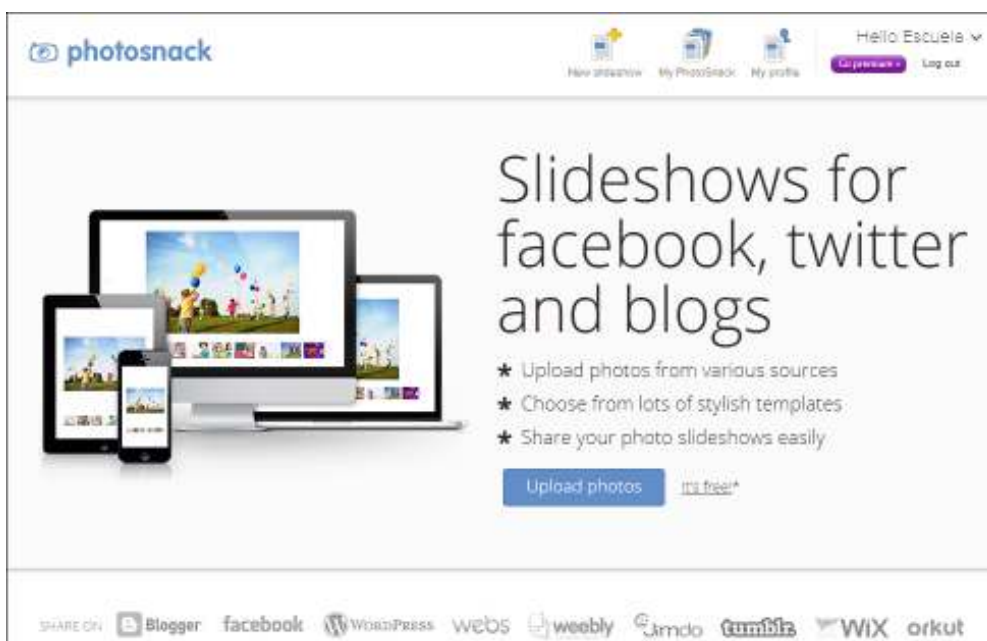 photosnack
New slideshow My PhotoSnack My profile
Hello Escuela
Go premium Log out
Slideshows for
facebook, twitter
and blogs
* Upload photos from various sources
* Choose from lots of stylish templates
* Share your photo slideshows easily
Upload photos It's free!*
SHARE ON Blogger facebook WORDPRESS webs weebly Jimdo tumblr. WiX orkut